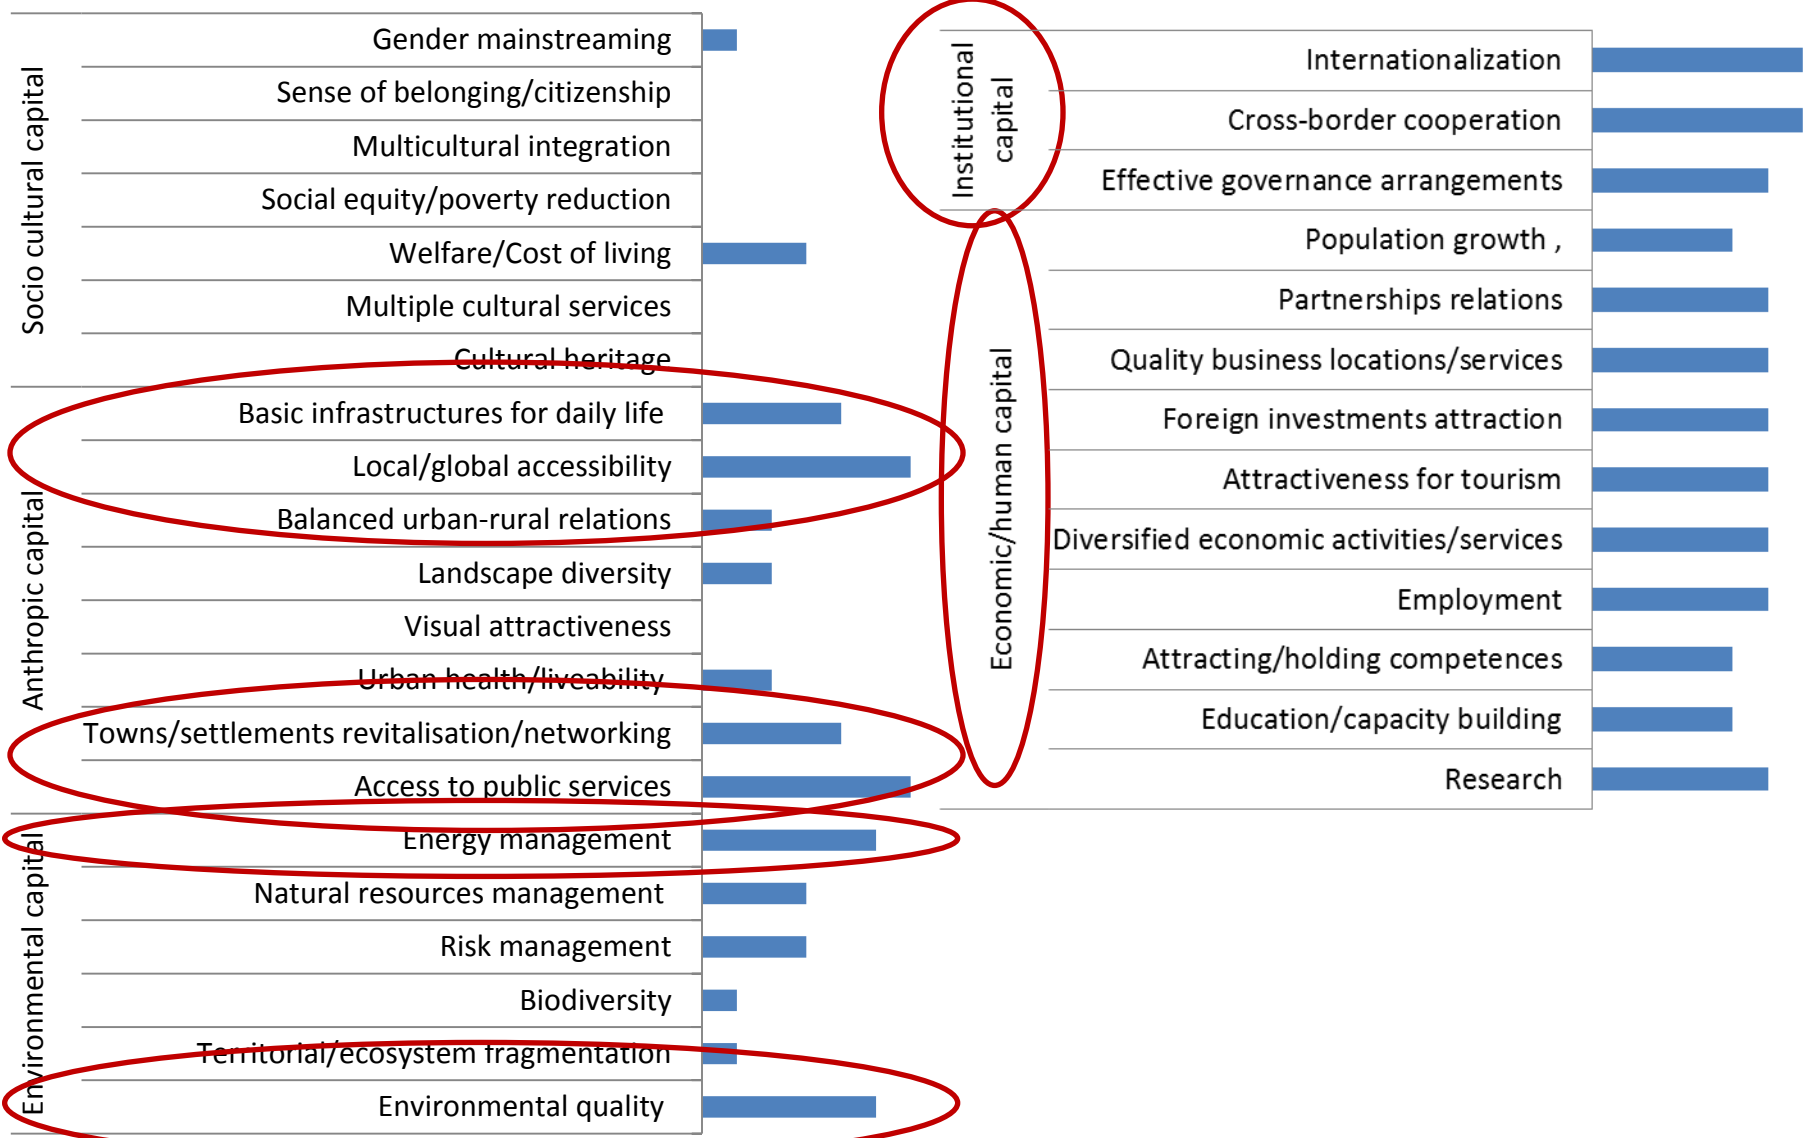 Socio cultural capital
Gender mainstreaming
Sense of belonging/citizenship
Multicultural integration
Social equity/poverty reduction
Welfare/Cost of living
Multiple cultural services
Cultural heritage
Anthropic capital
Basic infrastructures for daily life
Local/global accessibility
Balanced urban-rural relations
Landscape diversity
Visual attractiveness
Urban health/liveability
Towns/settlements revitalisation/networking
Access to public services
Environmental capital
Energy management
Natural resources management
Risk management
Biodiversity
Territorial/ecosystem fragmentation
Environmental quality
Institutional
capital
Internationalization
Cross-border cooperation
Effective governance arrangements
Economic/human capital
Population growth ,
Partnerships relations
Quality business locations/services
Foreign investments attraction
Attractiveness for tourism
Diversified economic activities/services
Employment
Attracting/holding competences
Education/capacity building
Research